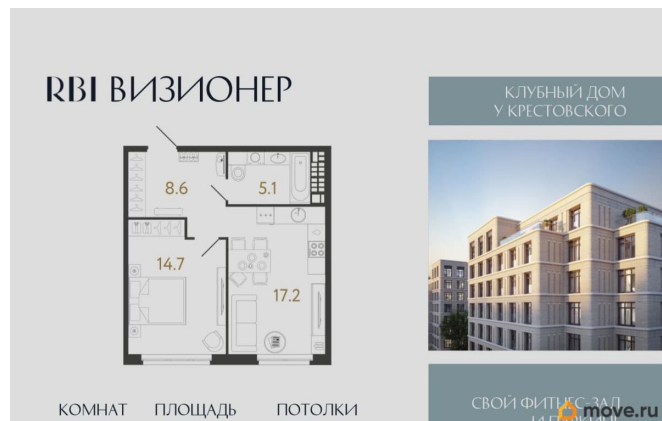 RBI ВИЗИОНЕР
КЛУБНЫЙ ДОМ
У КРЕСТОВСКОГО
8.6
5.1
14.7
17.2
КОМНАТ ПЛОЩАДЬ ПОТОЛКИ
СВОЙ ФИТНЕС-ЗАЛ
И ПАРКИНГ
move.ru